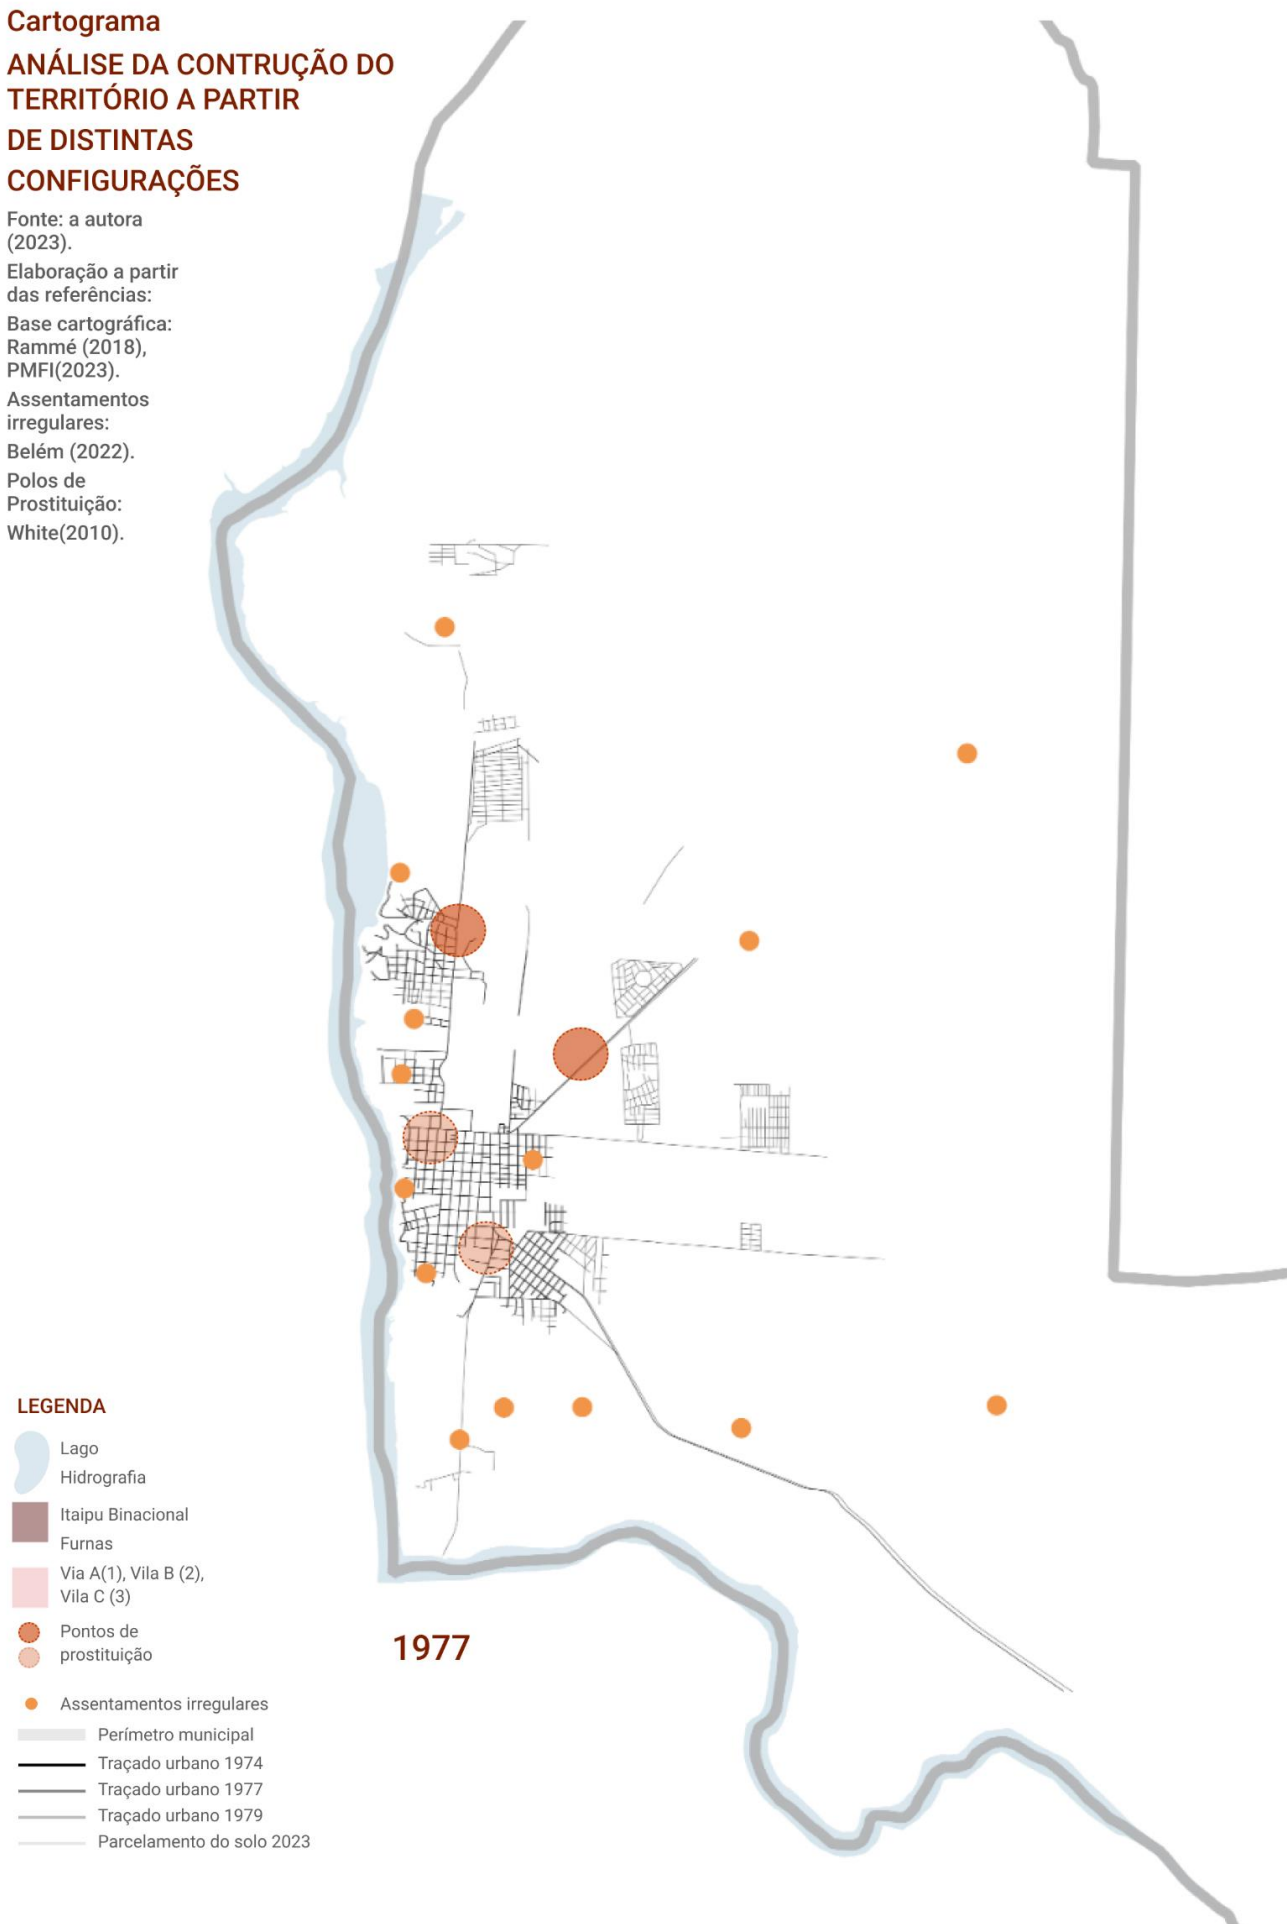 Cartograma
ANÁLISE DA CONTRUÇÃO DO
TERRITÓRIO A PARTIR
DE DISTINTAS
CONFIGURAÇÕES
Fonte: a autora
(2023).
Elaboração a partir
das referências:
Base cartográfica:
Rammé (2018),
PMFI(2023).
Assentamentos
irregulares:
Belém (2022).
Polos de
Prostituição:
White(2010).
LEGENDA
Lago
Hidrografia
Itaipu Binacional
Furnas
Via A(1), Vila B (2),
Vila C (3)
Pontos de
prostituição
Assentamentos irregulares
Perímetro municipal
Traçado urbano 1974
Traçado urbano 1977
Traçado urbano 1979
Parcelamento do solo 2023
1977